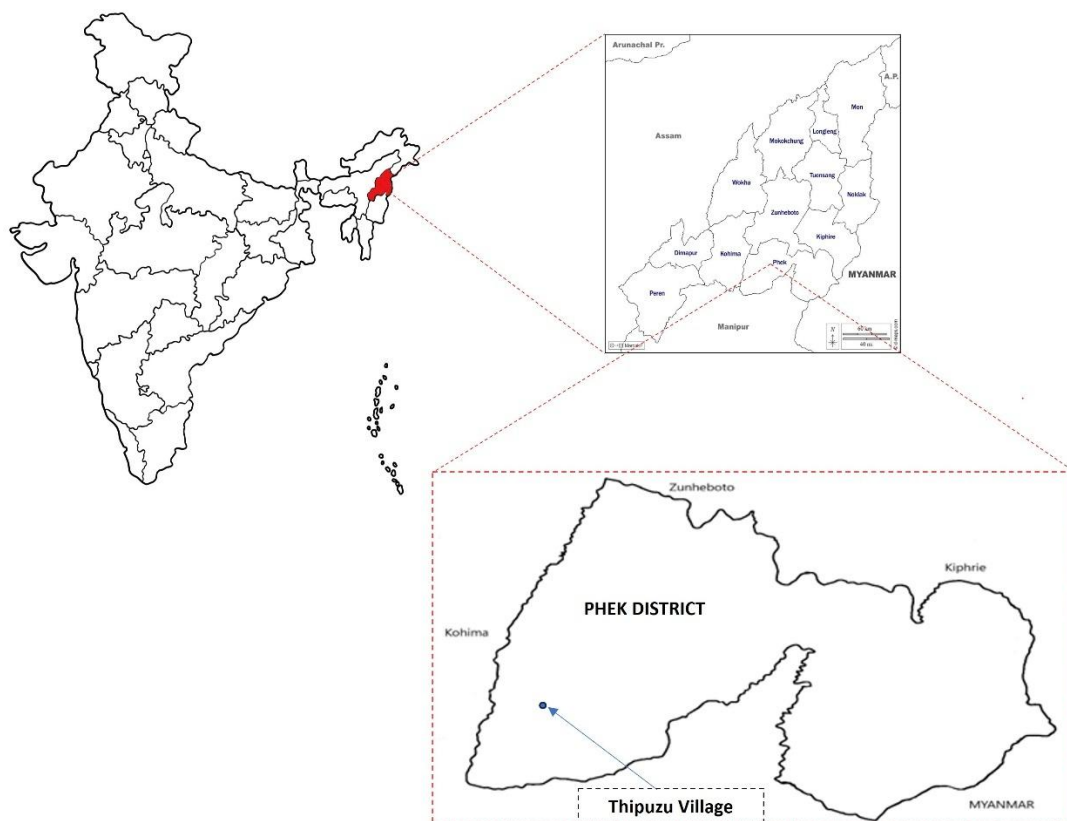 Arunachal Pr.
A.P.
Mon
Assam
Longleng
Mokokchung
Tuensang
Wokha
Noklak
Zunheboto
Kiphire
Dimapur
Kohima
Phek
MYANMAR
Peren
Manipur
N
Zunheboto
Kiphrie
PHEK DISTRICT
Kohima
Thipuzu Village
MYANMAR